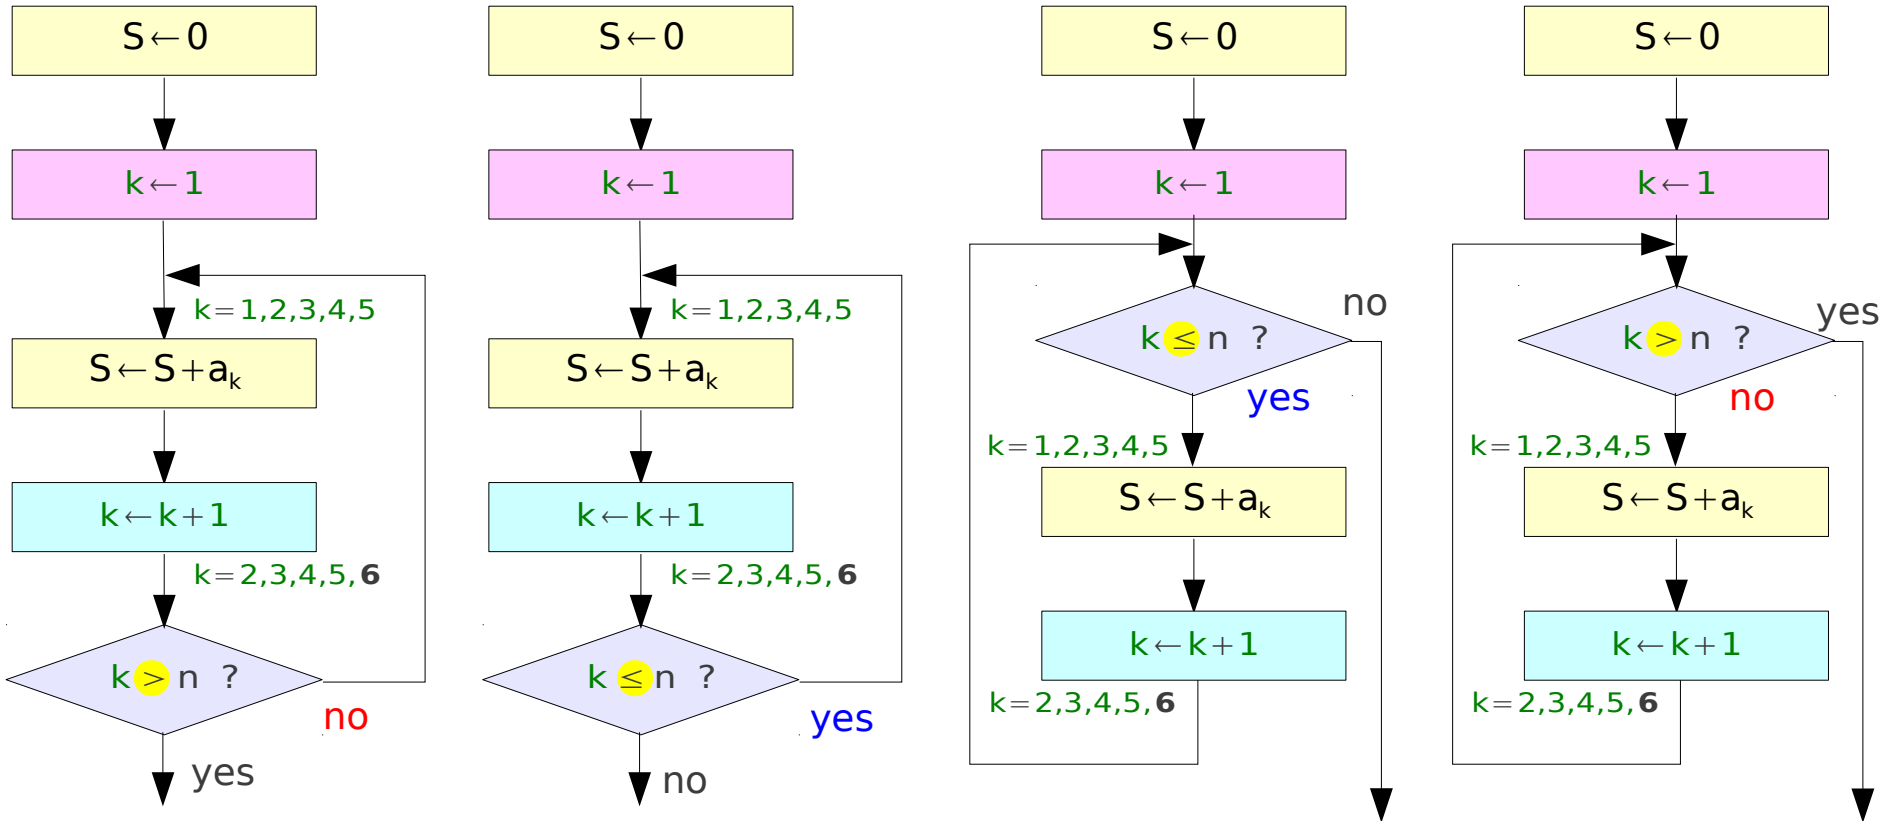 S←0
k←1
k=1,2,3,4,5
S←S+aₖ
k←k+1
k=2,3,4,5,6
k > n ?
no
yes
S←0
k←1
k=1,2,3,4,5
S←S+aₖ
k←k+1
k=2,3,4,5,6
k ≤ n ?
yes
no
S←0
k←1
no
k ≤ n ?
yes
k=1,2,3,4,5
S←S+aₖ
k←k+1
k=2,3,4,5,6
S←0
k←1
yes
k > n ?
no
k=1,2,3,4,5
S←S+aₖ
k←k+1
k=2,3,4,5,6